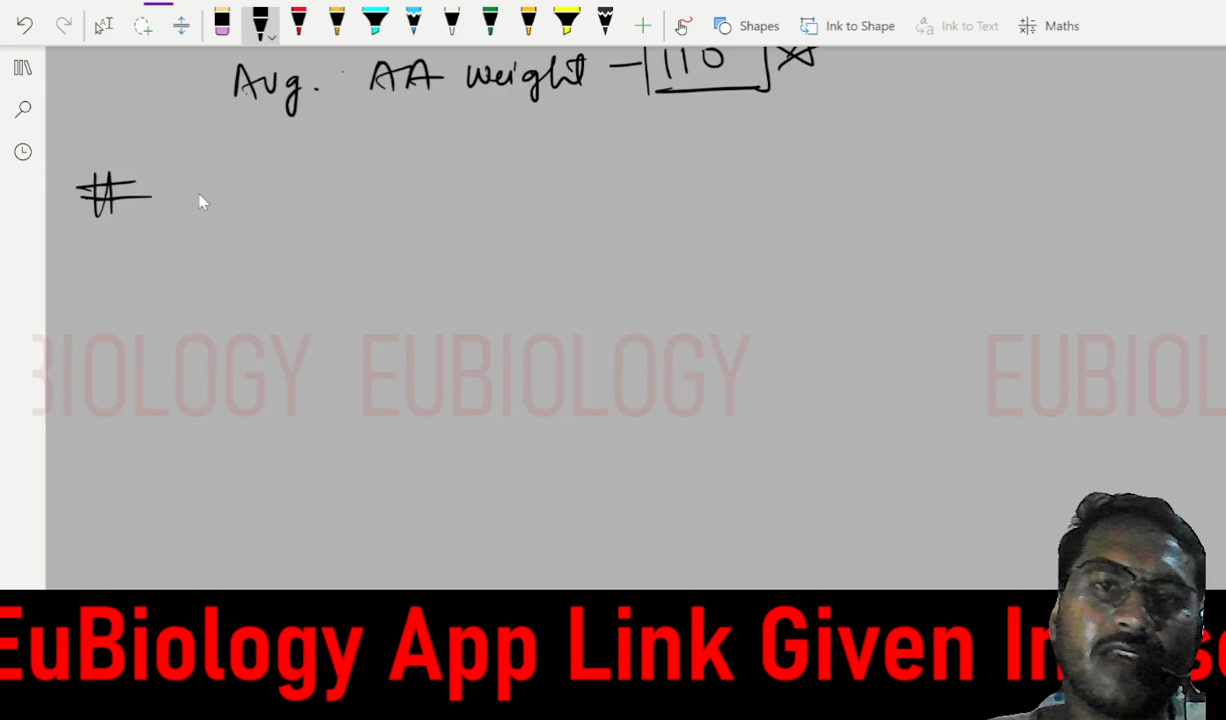 Shapes Ink to Shape Ink to Text Maths
Avg. AA weight - 110
#
BIOLOGY EUBIOLOGY EUBIOL
EuBiology App Link Given In